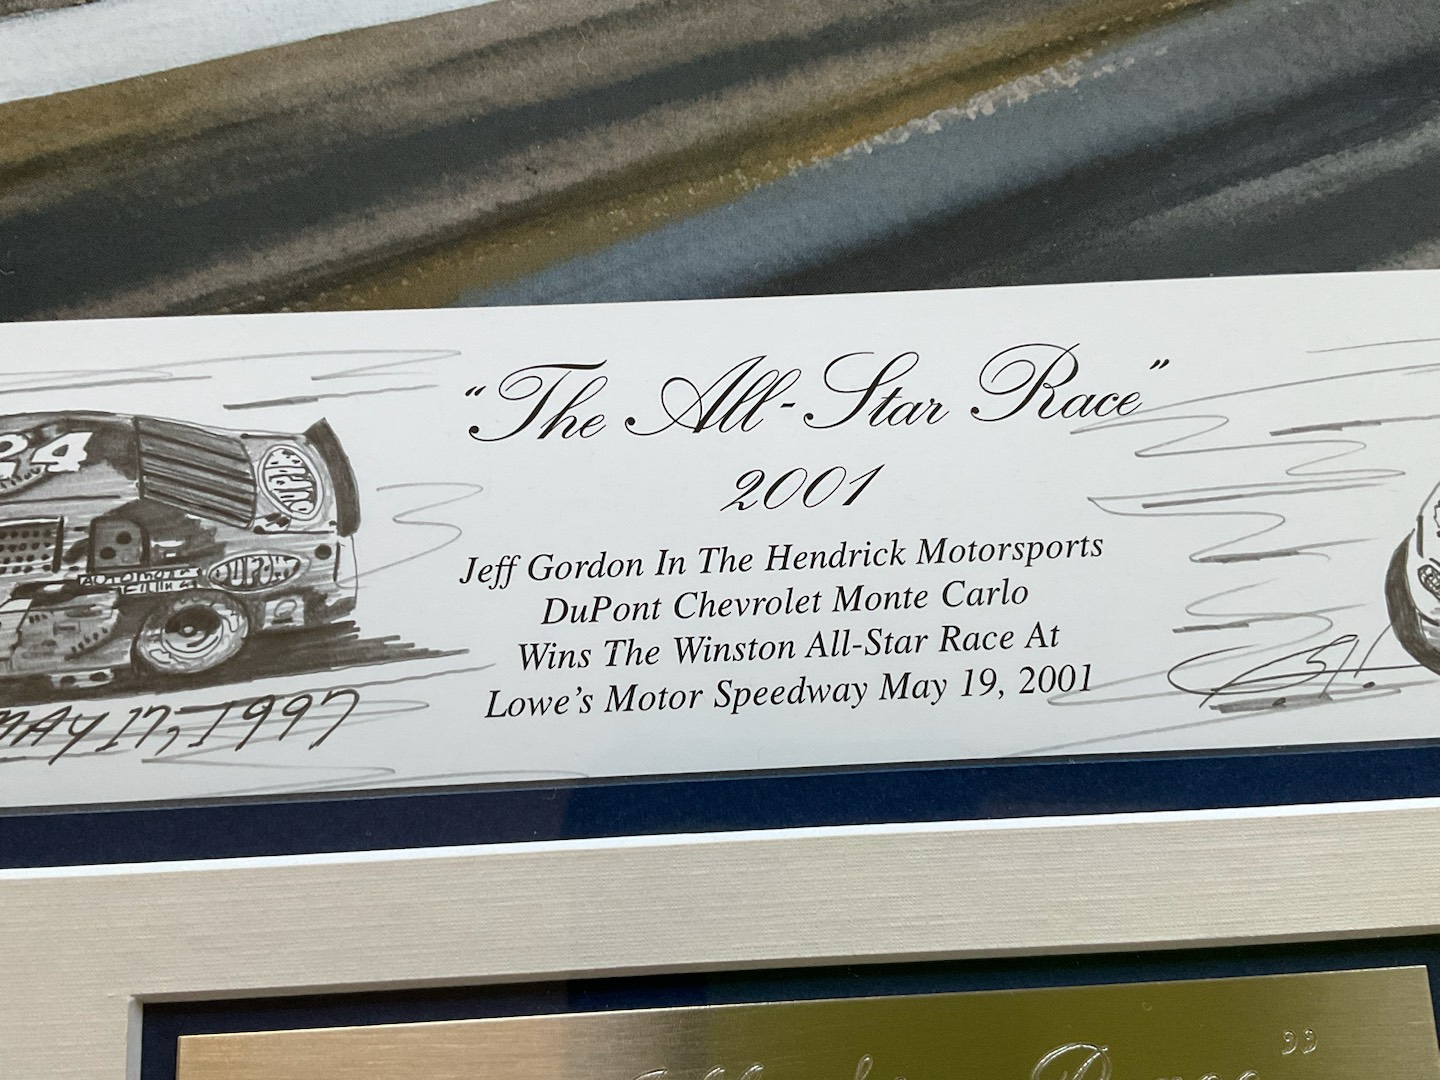 “The All-Star Race”
2001
Jeff Gordon In The Hendrick Motorsports
DuPont Chevrolet Monte Carlo
Wins The Winston All-Star Race At
Lowe’s Motor Speedway May 19, 2001
24
DUPONT
DUPONT
MAY 17, 1997
Race”